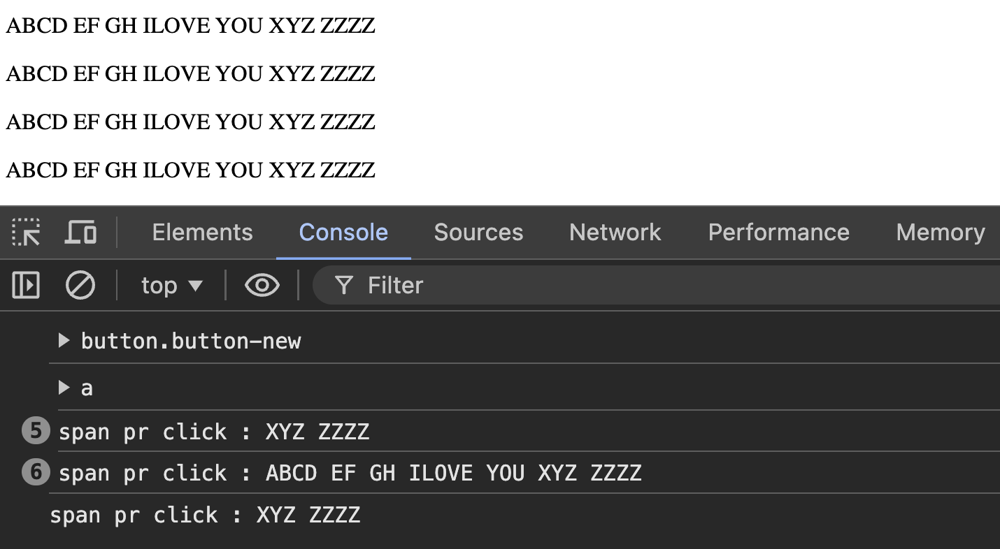 ABCD EF GH ILOVE YOU XYZ ZZZZ
ABCD EF GH ILOVE YOU XYZ ZZZZ
ABCD EF GH ILOVE YOU XYZ ZZZZ
ABCD EF GH ILOVE YOU XYZ ZZZZ
Elements Console Sources Network Performance Memory
top ▼ Filter
▶ button.button-new
▶ a
5 span pr click : XYZ ZZZZ
6 span pr click : ABCD EF GH ILOVE YOU XYZ ZZZZ
span pr click : XYZ ZZZZ